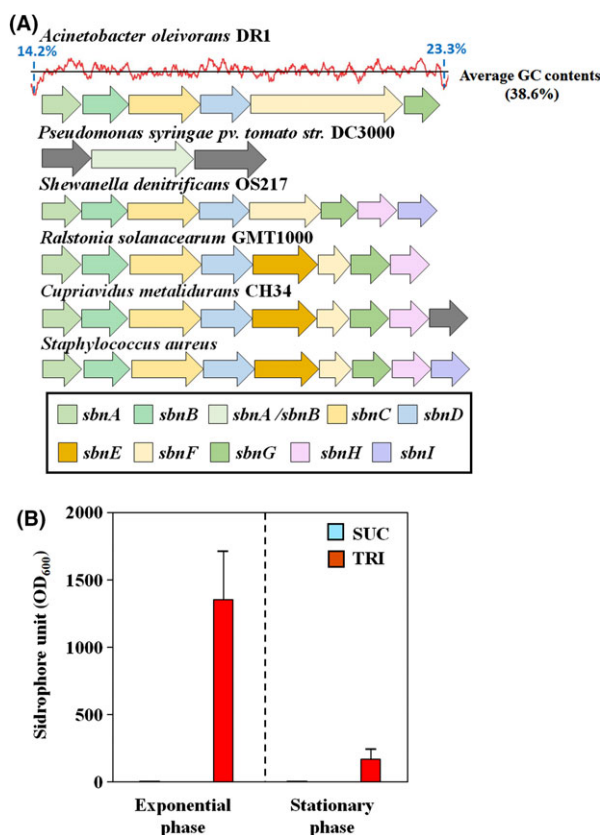 (A)
Acinetobacter oleivorans DR1
14.2%
23.3%
Average GC contents
(38.6%)
Pseudomonas syringae pv. tomato str. DC3000
Shewanella denitrificans OS217
Ralstonia solanacearum GMT1000
Cupriavidus metalidurans CH34
Staphylococcus aureus
sbnA sbnB sbnA /sbnB sbnC sbnD
sbnE sbnF sbnG sbnH sbnI
(B)
2000
1500
1000
500
0
Sidrophore unit (OD600)
SUC
TRI
Exponential Stationary
phase phase